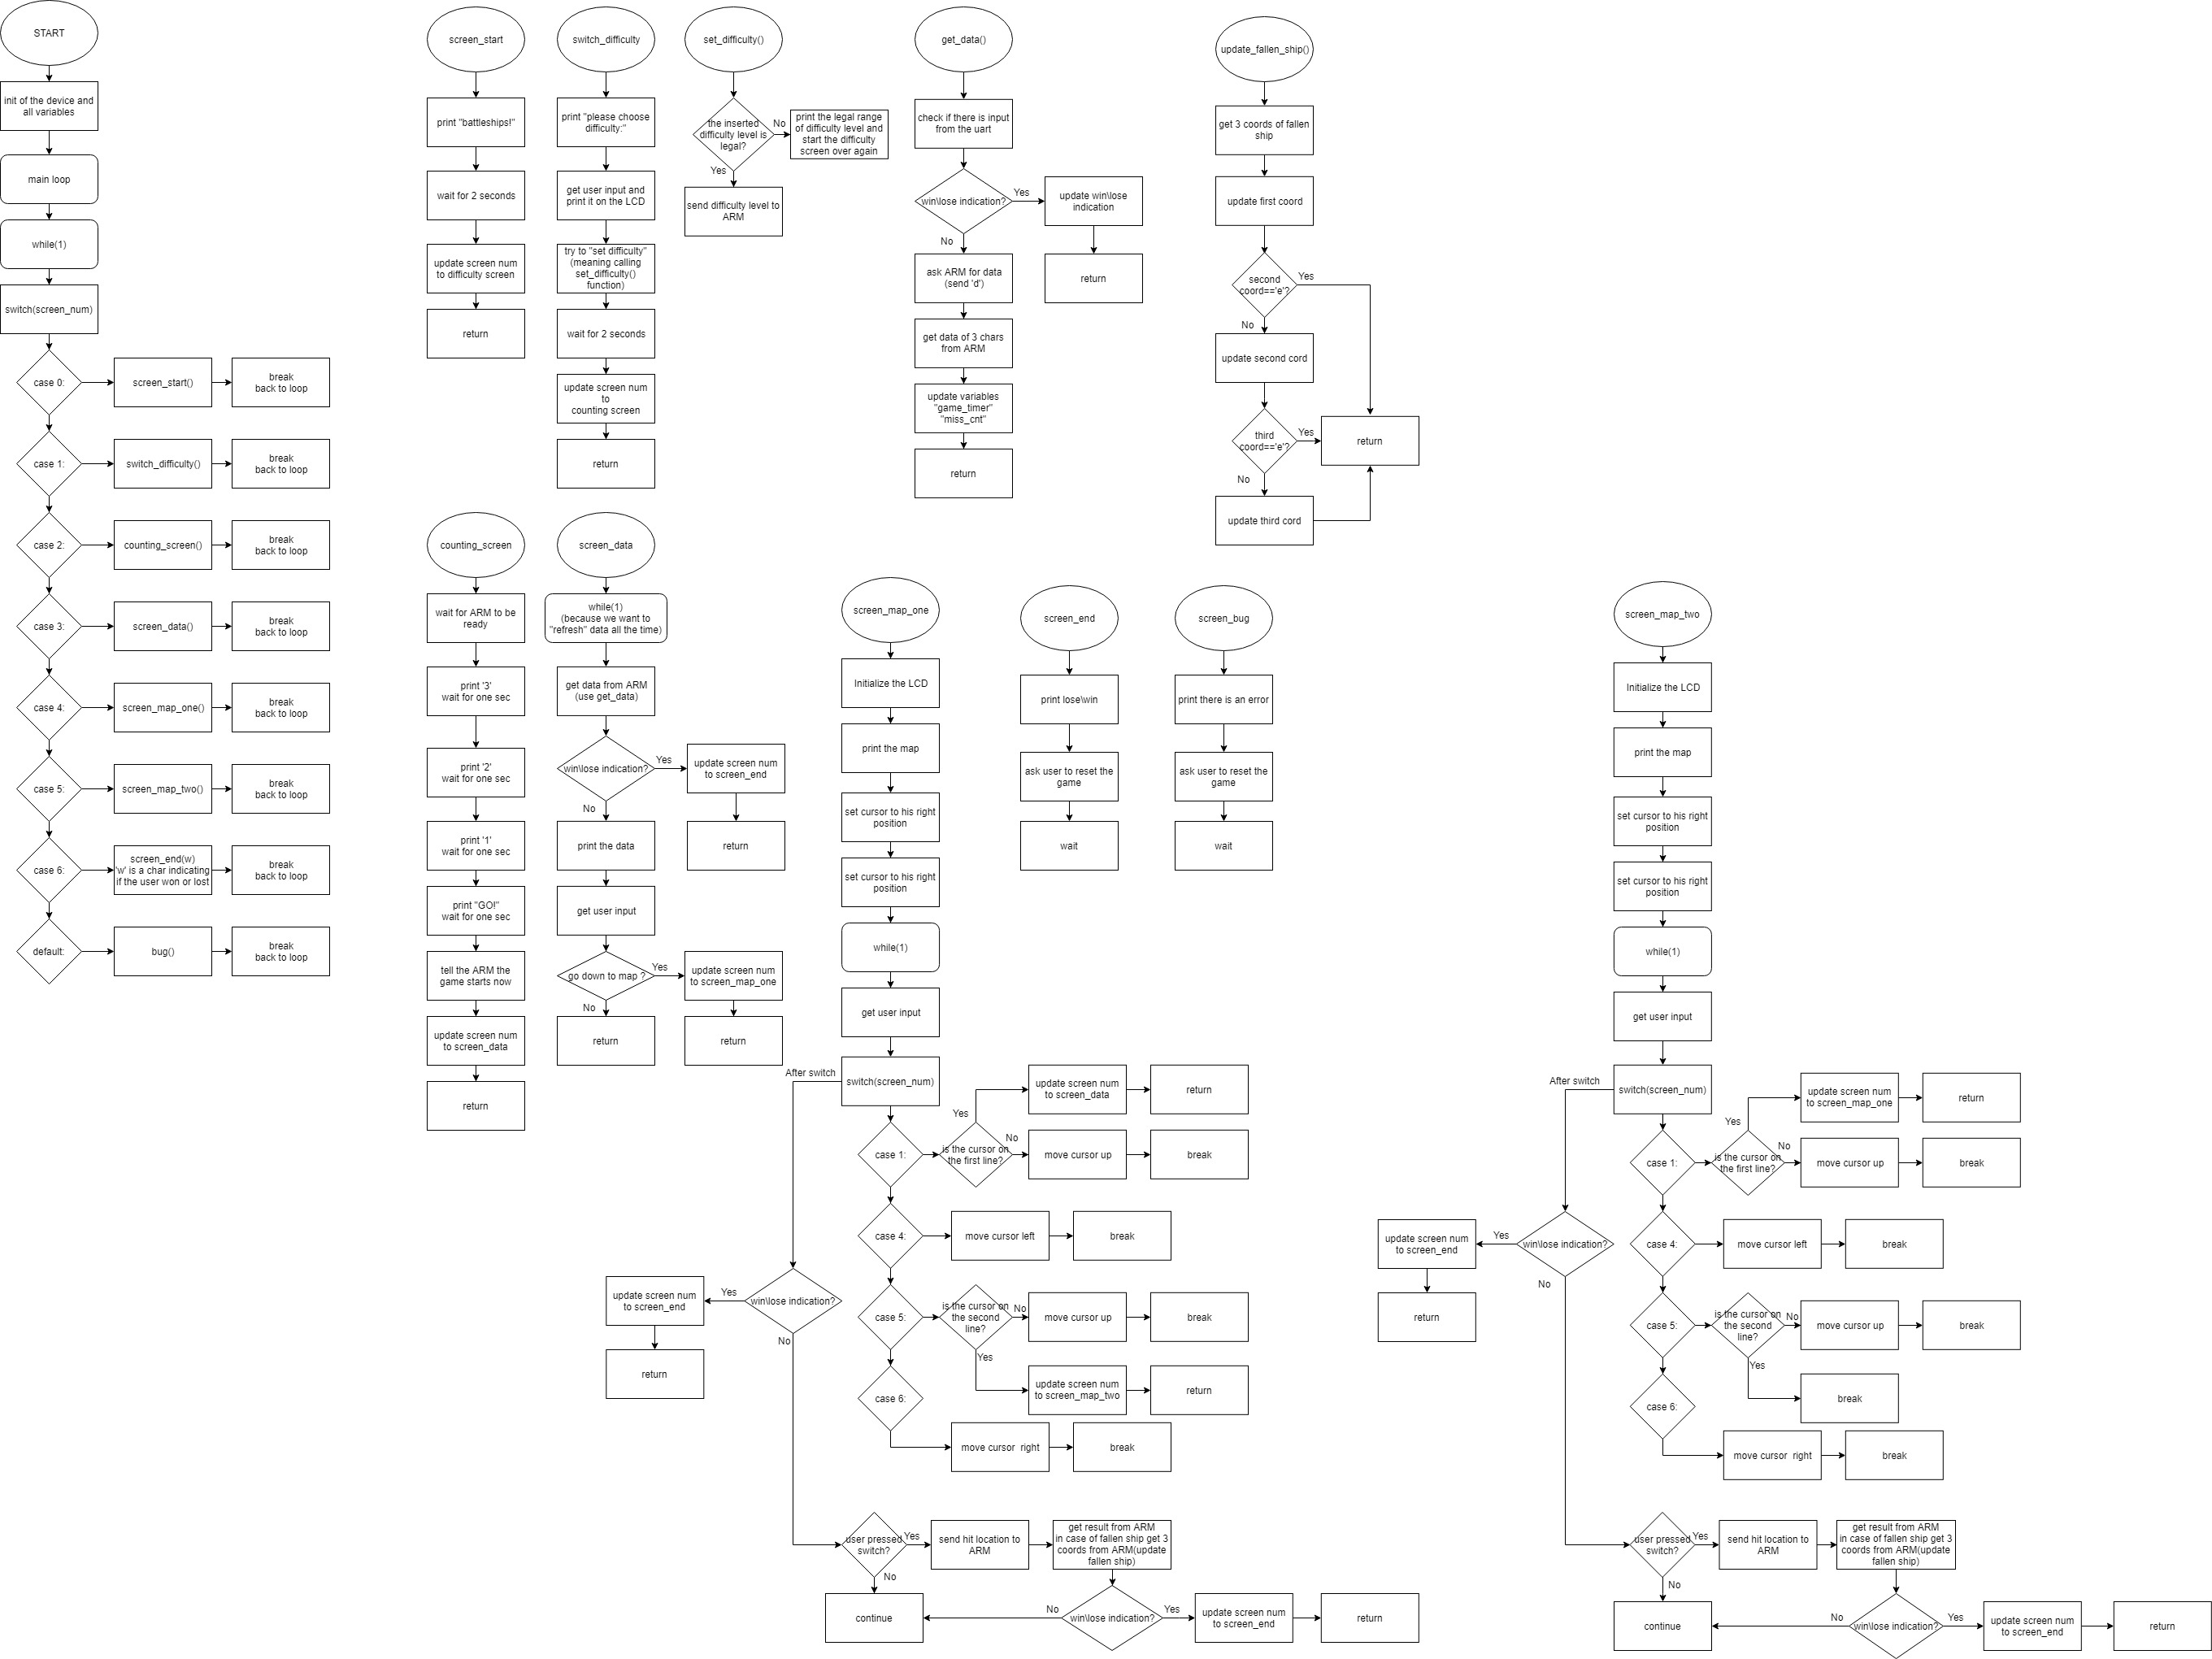 START
init of the device and
all variables
main loop
while(1)
switch(screen_num)
case 0:
screen_start()
break
back to loop
case 1:
switch_difficulty()
break
back to loop
case 2:
counting_screen()
break
back to loop
case 3:
screen_data()
break
back to loop
case 4:
screen_map_one()
break
back to loop
case 5:
screen_map_two()
break
back to loop
case 6:
screen_end(w)
'w' is a char indicating
if the user won or lost
break
back to loop
default:
bug()
break
back to loop
screen_start
print "battleships!"
wait for 2 seconds
update screen num
to difficulty screen
return
switch_difficulty
print "please choose
difficulty:"
get user input and
print it on the LCD
try to "set difficulty"
(meaning calling
set_difficulty()
function)
wait for 2 seconds
update screen num
to
counting screen
return
set_difficulty()
the inserted
difficulty level is
legal?
No
print the legal range
of difficulty level and
start the difficulty
screen over again
Yes
send difficulty level to
ARM
get_data()
check if there is input
from the uart
win\lose indication?
Yes
update win\lose
indication
return
No
ask ARM for data
(send 'd')
get data of 3 chars
from ARM
update variables
"game_timer"
"miss_cnt"
return
update_fallen_ship()
get 3 coords of fallen
ship
update first coord
second
coord=='e'?
Yes
No
update second cord
third
coord=='e'?
Yes
return
No
update third cord
counting_screen
wait for ARM to be
ready
print '3'
wait for one sec
print '2'
wait for one sec
print '1'
wait for one sec
print "GO!"
wait for one sec
tell the ARM the
game starts now
update screen num
to screen_data
return
screen_data
while(1)
(because we want to
"refresh" data all the time)
get data from ARM
(use get_data)
win\lose indication?
Yes
update screen num
to screen_end
return
No
print the data
get user input
go down to map ?
Yes
update screen num
to screen_map_one
return
No
return
screen_map_one
Initialize the LCD
print the map
set cursor to his right
position
set cursor to his right
position
while(1)
get user input
After switch
switch(screen_num)
case 1:
is the cursor on
the first line?
Yes
update screen num
to screen_data
return
No
move cursor up
break
case 4:
move cursor left
break
case 5:
is the cursor on
the second
line?
No
move cursor up
break
Yes
update screen num
to screen_map_two
return
case 6:
move cursor  right
break
win\lose indication?
Yes
update screen num
to screen_end
return
No
user pressed
switch?
Yes
send hit location to
ARM
get result from ARM
in case of fallen ship get 3
coords from ARM(update
fallen ship)
No
continue
No
win\lose indication?
Yes
update screen num
to screen_end
return
screen_end
print lose\win
ask user to reset the
game
wait
screen_bug
print there is an error
ask user to reset the
game
wait
screen_map_two
Initialize the LCD
print the map
set cursor to his right
position
set cursor to his right
position
while(1)
get user input
After switch
switch(screen_num)
case 1:
is the cursor on
the first line?
Yes
update screen num
to screen_map_one
return
No
move cursor up
break
case 4:
move cursor left
break
case 5:
is the cursor on
the second
line?
No
move cursor up
break
Yes
break
case 6:
move cursor  right
break
win\lose indication?
Yes
update screen num
to screen_end
return
No
user pressed
switch?
Yes
send hit location to
ARM
get result from ARM
in case of fallen ship get 3
coords from ARM(update
fallen ship)
No
continue
No
win\lose indication?
Yes
update screen num
to screen_end
return